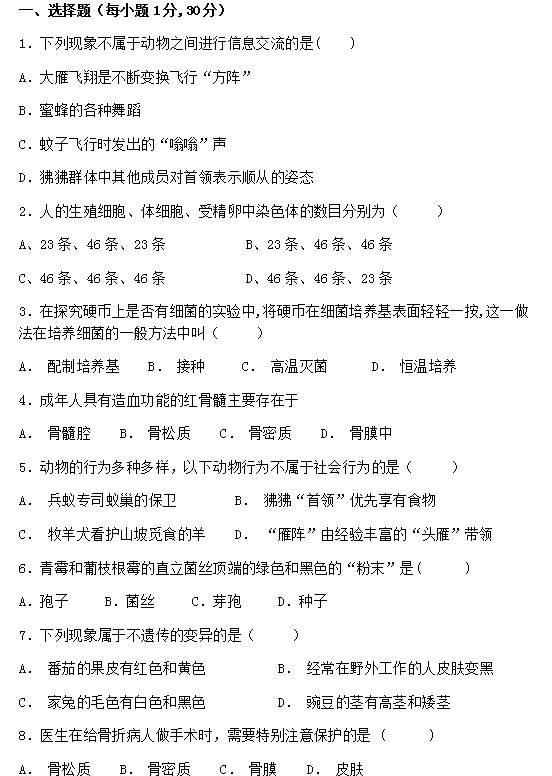 一、选择题（每小题1分,30分）
1．下列现象不属于动物之间进行信息交流的是(　　)
A．大雁飞翔是不断变换飞行“方阵”
B．蜜蜂的各种舞蹈
C．蚊子飞行时发出的“嗡嗡”声
D．狒狒群体中其他成员对首领表示顺从的姿态
2．人的生殖细胞、体细胞、受精卵中染色体的数目分别为（　　）
A、23条、46条、23条　　B、23条、46条、46条
C、46条、46条、46条　　D、46条、46条、23条
3．在探究硬币上是否有细菌的实验中,将硬币在细菌培养基表面轻轻一按,这一做
法在培养细菌的一般方法中叫（　　）
A． 配制培养基　B． 接种　C． 高温灭菌　D． 恒温培养
4．成年人具有造血功能的红骨髓主要存在于
A． 骨髓腔　B． 骨松质　C． 骨密质　D． 骨膜中
5．动物的行为多种多样，以下动物行为不属于社会行为的是（　　）
A． 兵蚁专司蚁巢的保卫　　B． 狒狒“首领”优先享有食物
C． 牧羊犬看护山坡觅食的羊　D． “雁阵”由经验丰富的“头雁”带领
6．青霉和葡枝根霉的直立菌丝顶端的绿色和黑色的“粉末”是(　　)
A．孢子　B．菌丝　C．芽孢　D．种子
7．下列现象属于不遗传的变异的是（　　）
A． 番茄的果皮有红色和黄色　　B． 经常在野外工作的人皮肤变黑
C． 家兔的毛色有白色和黑色　　D． 豌豆的茎有高茎和矮茎
8．医生在给骨折病人做手术时，需要特别注意保护的是 （　　）
A． 骨松质　B． 骨密质　C． 骨膜　D． 皮肤